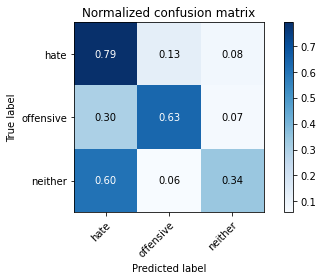 Normalized confusion matrix
True label
hate
offensive
neither
0.79 0.13 0.08
0.30 0.63 0.07
0.60 0.06 0.34
hate
offensive
neither
Predicted label
0.7
0.6
0.5
0.4
0.3
0.2
0.1